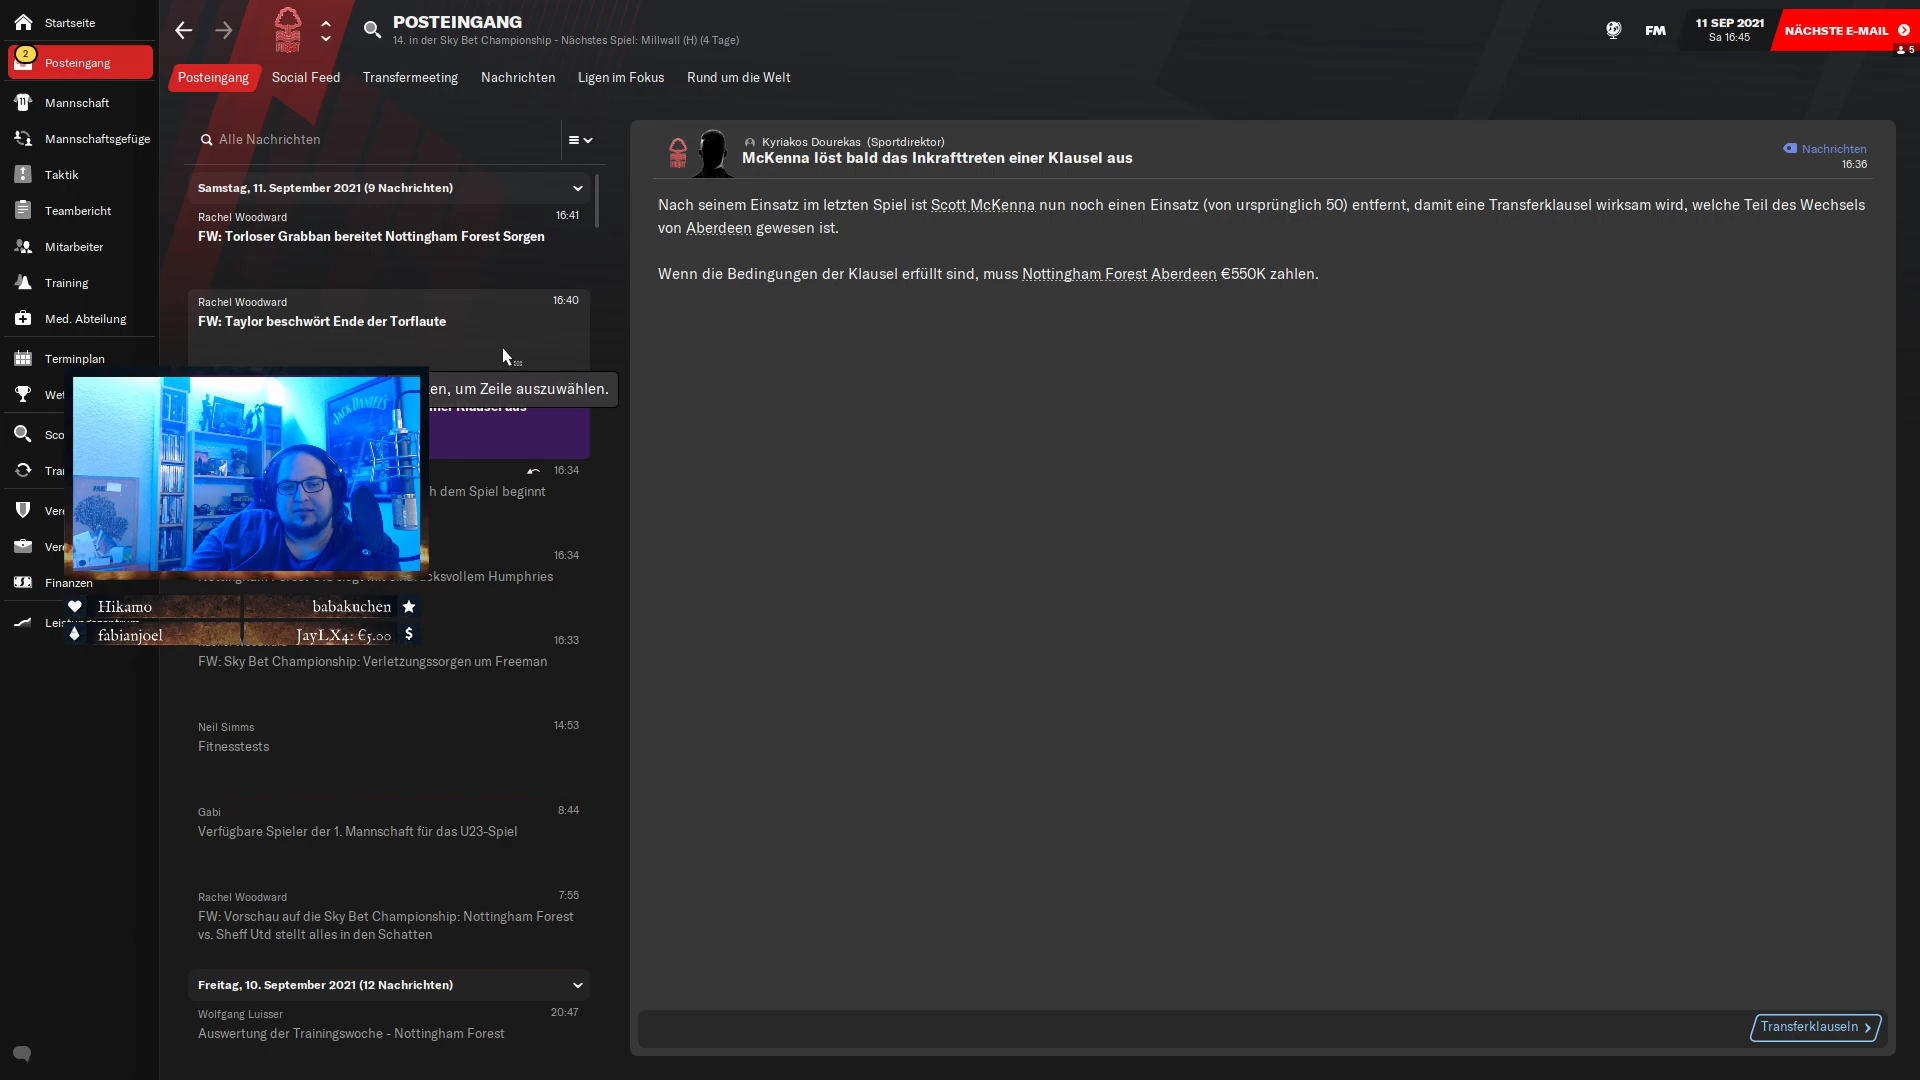 Startseite
2
Posteingang
Mannschaft
Mannschaftsgefüge
Taktik
Teambericht
Mitarbeiter
Training
Med. Abteilung
Terminplan
Finanzen
POSTEINGANG
14. in der Sky Bet Championship - Nächstes Spiel: Millwall (H) (4 Tage)
FM
11 SEP 2021
Sa 16:45
NÄCHSTE E-MAIL
5
Posteingang Social Feed Transfermeeting Nachrichten Ligen im Fokus Rund um die Welt
Alle Nachrichten
Samstag, 11. September 2021 (9 Nachrichten)
Rachel Woodward 16:41
FW: Torloser Grabban bereitet Nottingham Forest Sorgen
Rachel Woodward 16:40
FW: Taylor beschwört Ende der Torflaute
um Zeile auszuwählen.
Klausel aus
16:34
dem Spiel beginnt
16:34
Humphries
16:33
FW: Sky Bet Championship: Verletzungssorgen um Freeman
Neil Simms 14:53
Fitnesstests
Gabi 8:44
Verfügbare Spieler der 1. Mannschaft für das U23-Spiel
Rachel Woodward 7:55
FW: Vorschau auf die Sky Bet Championship: Nottingham Forest
vs. Sheff Utd stellt alles in den Schatten
Freitag, 10. September 2021 (12 Nachrichten)
Wolfgang Luisser 20:47
Auswertung der Trainingswoche - Nottingham Forest
JACK DANIEL'S
Hikamo babakuchen
fabianjoel JayLX4: €5.00
Kyriakos Dourekas (Sportdirektor)
McKenna löst bald das Inkrafttreten einer Klausel aus
Nachrichten
16:36
Nach seinem Einsatz im letzten Spiel ist Scott McKenna nun noch einen Einsatz (von ursprünglich 50) entfernt, damit eine Transferklausel wirksam wird, welche Teil des Wechsels
von Aberdeen gewesen ist.
Wenn die Bedingungen der Klausel erfüllt sind, muss Nottingham Forest Aberdeen €550K zahlen.
Transferklauseln